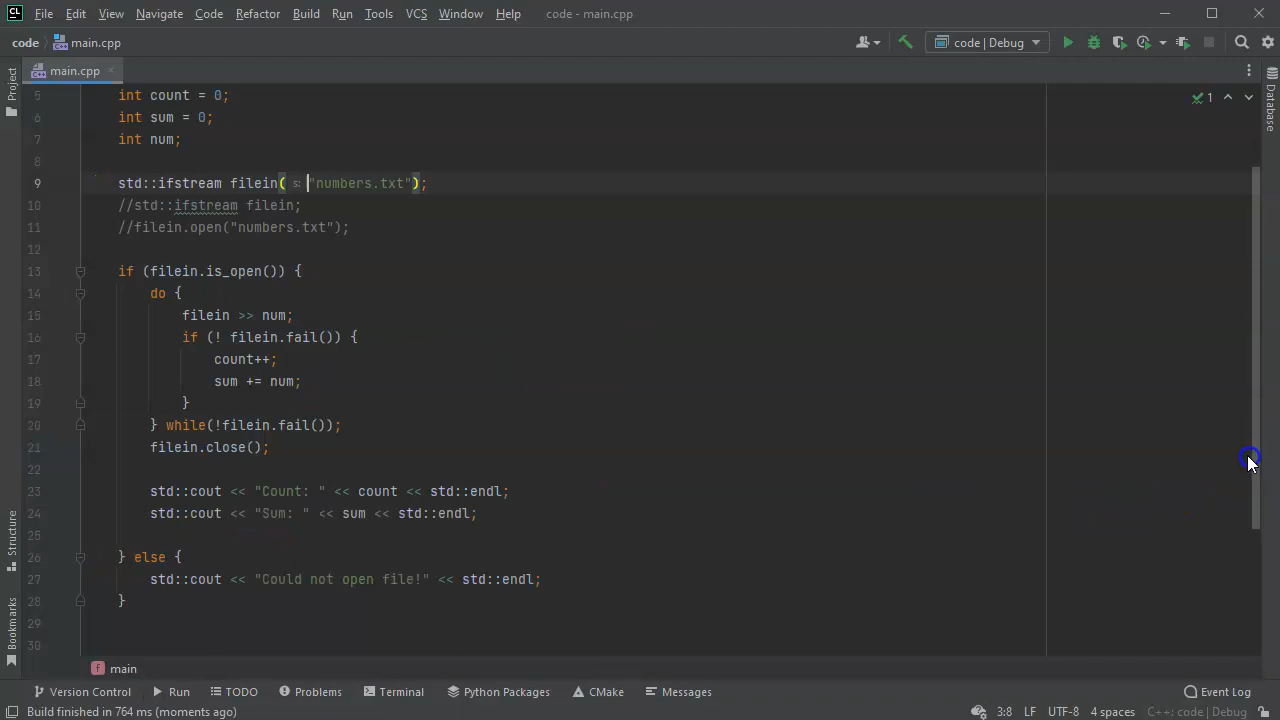 CL File Edit View Navigate Code Refactor Build Run Tools VCS Window Help code - main.cpp
code main.cpp code | Debug
Project main.cpp Database
1
5 int count = 0;
6 int sum = 0;
7 int num;
8
9 std::ifstream filein( s: "numbers.txt");
10 //std::ifstream filein;
11 //filein.open("numbers.txt");
12
13 if (filein.is_open()) {
14 do {
15 filein >> num;
16 if (! filein.fail()) {
17 count++;
18 sum += num;
19 }
20 } while(!filein.fail());
21 filein.close();
22
23 std::cout << "Count: " << count << std::endl;
24 std::cout << "Sum: " << sum << std::endl;
25
26 } else {
27 std::cout << "Could not open file!" << std::endl;
28 }
29
30
Structure
Bookmarks
f main
Version Control Run TODO Problems Terminal Python Packages CMake Messages Event Log
Build finished in 764 ms (moments ago) 3:8 LF UTF-8 4 spaces C++: code | Debug